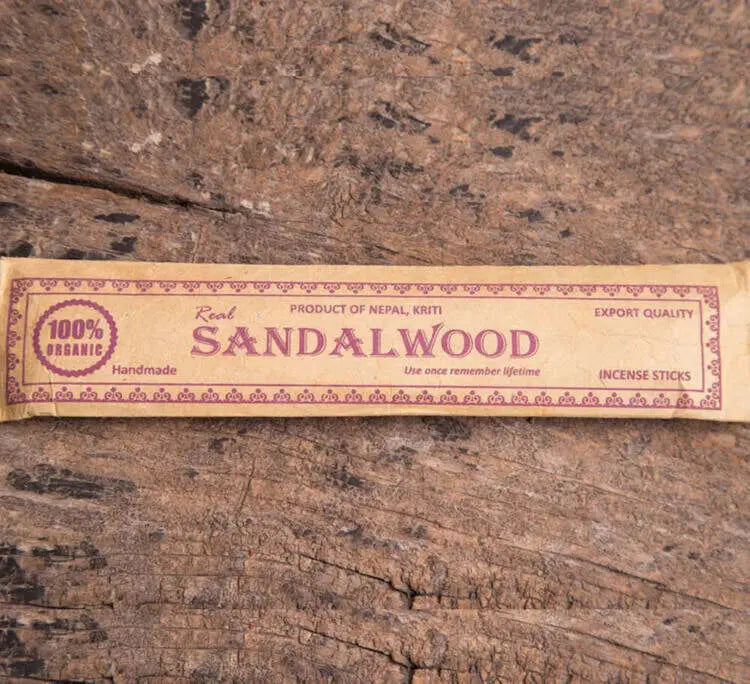 100%
ORGANIC
Handmade
Real
PRODUCT OF NEPAL, KRITI
SANDALWOOD
Use once remember lifetime
EXPORT QUALITY
INCENSE STICKS